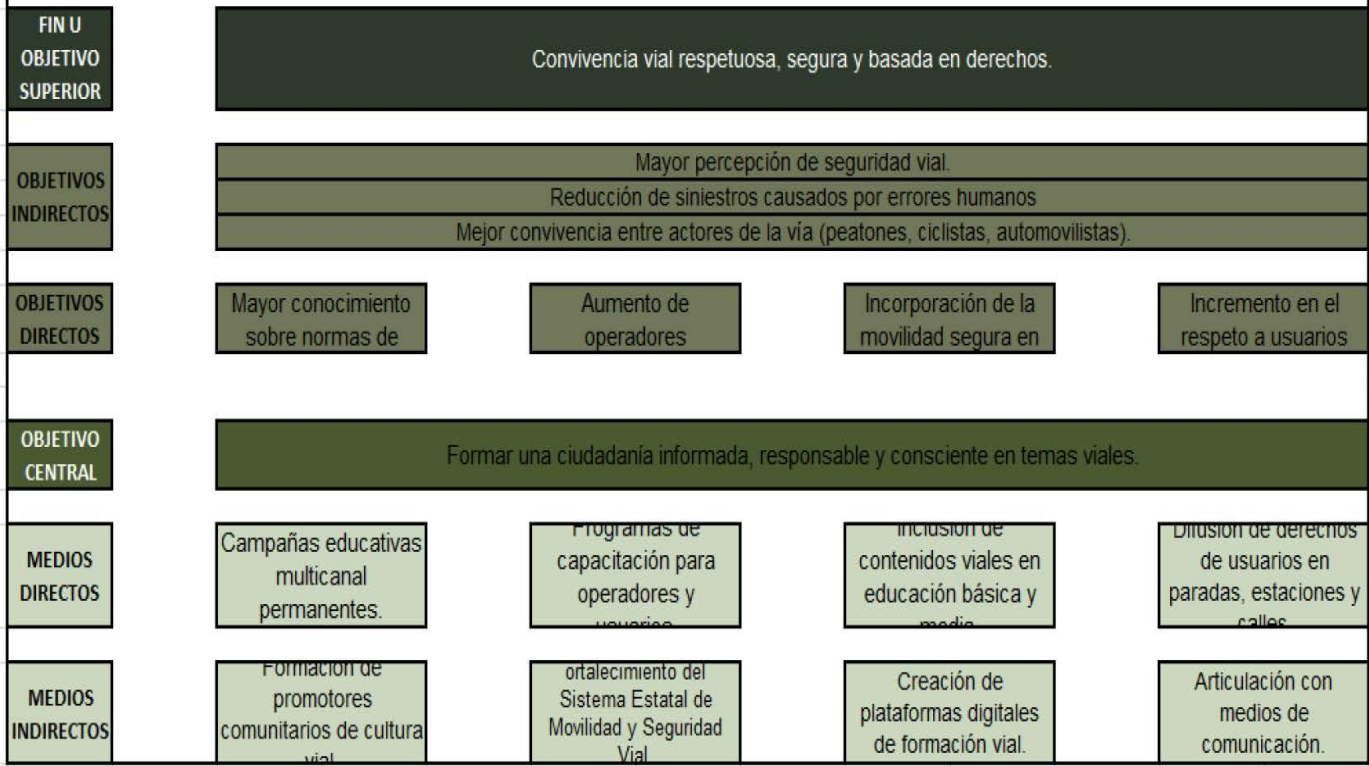 FIN U
OBJETIVO
SUPERIOR
Convivencia vial respetuosa, segura y basada en derechos.
OBJETIVOS
INDIRECTOS
Mayor percepción de seguridad vial.
Reducción de siniestros causados por errores humanos
Mejor convivencia entre actores de la vía (peatones, ciclistas, automovilistas).
OBJETIVOS
DIRECTOS
Mayor conocimiento
sobre normas de
Aumento de
operadores
Incorporación de la
movilidad segura en
Incremento en el
respeto a usuarios
OBJETIVO
CENTRAL
Formar una ciudadanía informada, responsable y consciente en temas viales.
MEDIOS
DIRECTOS
Campañas educativas
multicanal
permanentes.
Programas de
capacitación para
operadores y
usuarios
Inclusión de
contenidos viales en
educación básica y
media
Difusión de derechos
de usuarios en
paradas, estaciones y
calles
MEDIOS
INDIRECTOS
Formación de
promotores
comunitarios de cultura
vial
ortalecimiento del
Sistema Estatal de
Movilidad y Seguridad
Vial
Creación de
plataformas digitales
de formación vial.
Articulación con
medios de
comunicación.